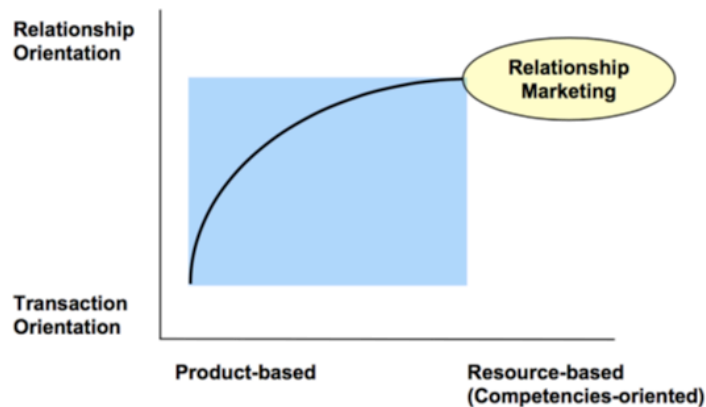 Relationship
Orientation
Relationship
Marketing
Transaction
Orientation
Product-based
Resource-based
(Competencies-oriented)